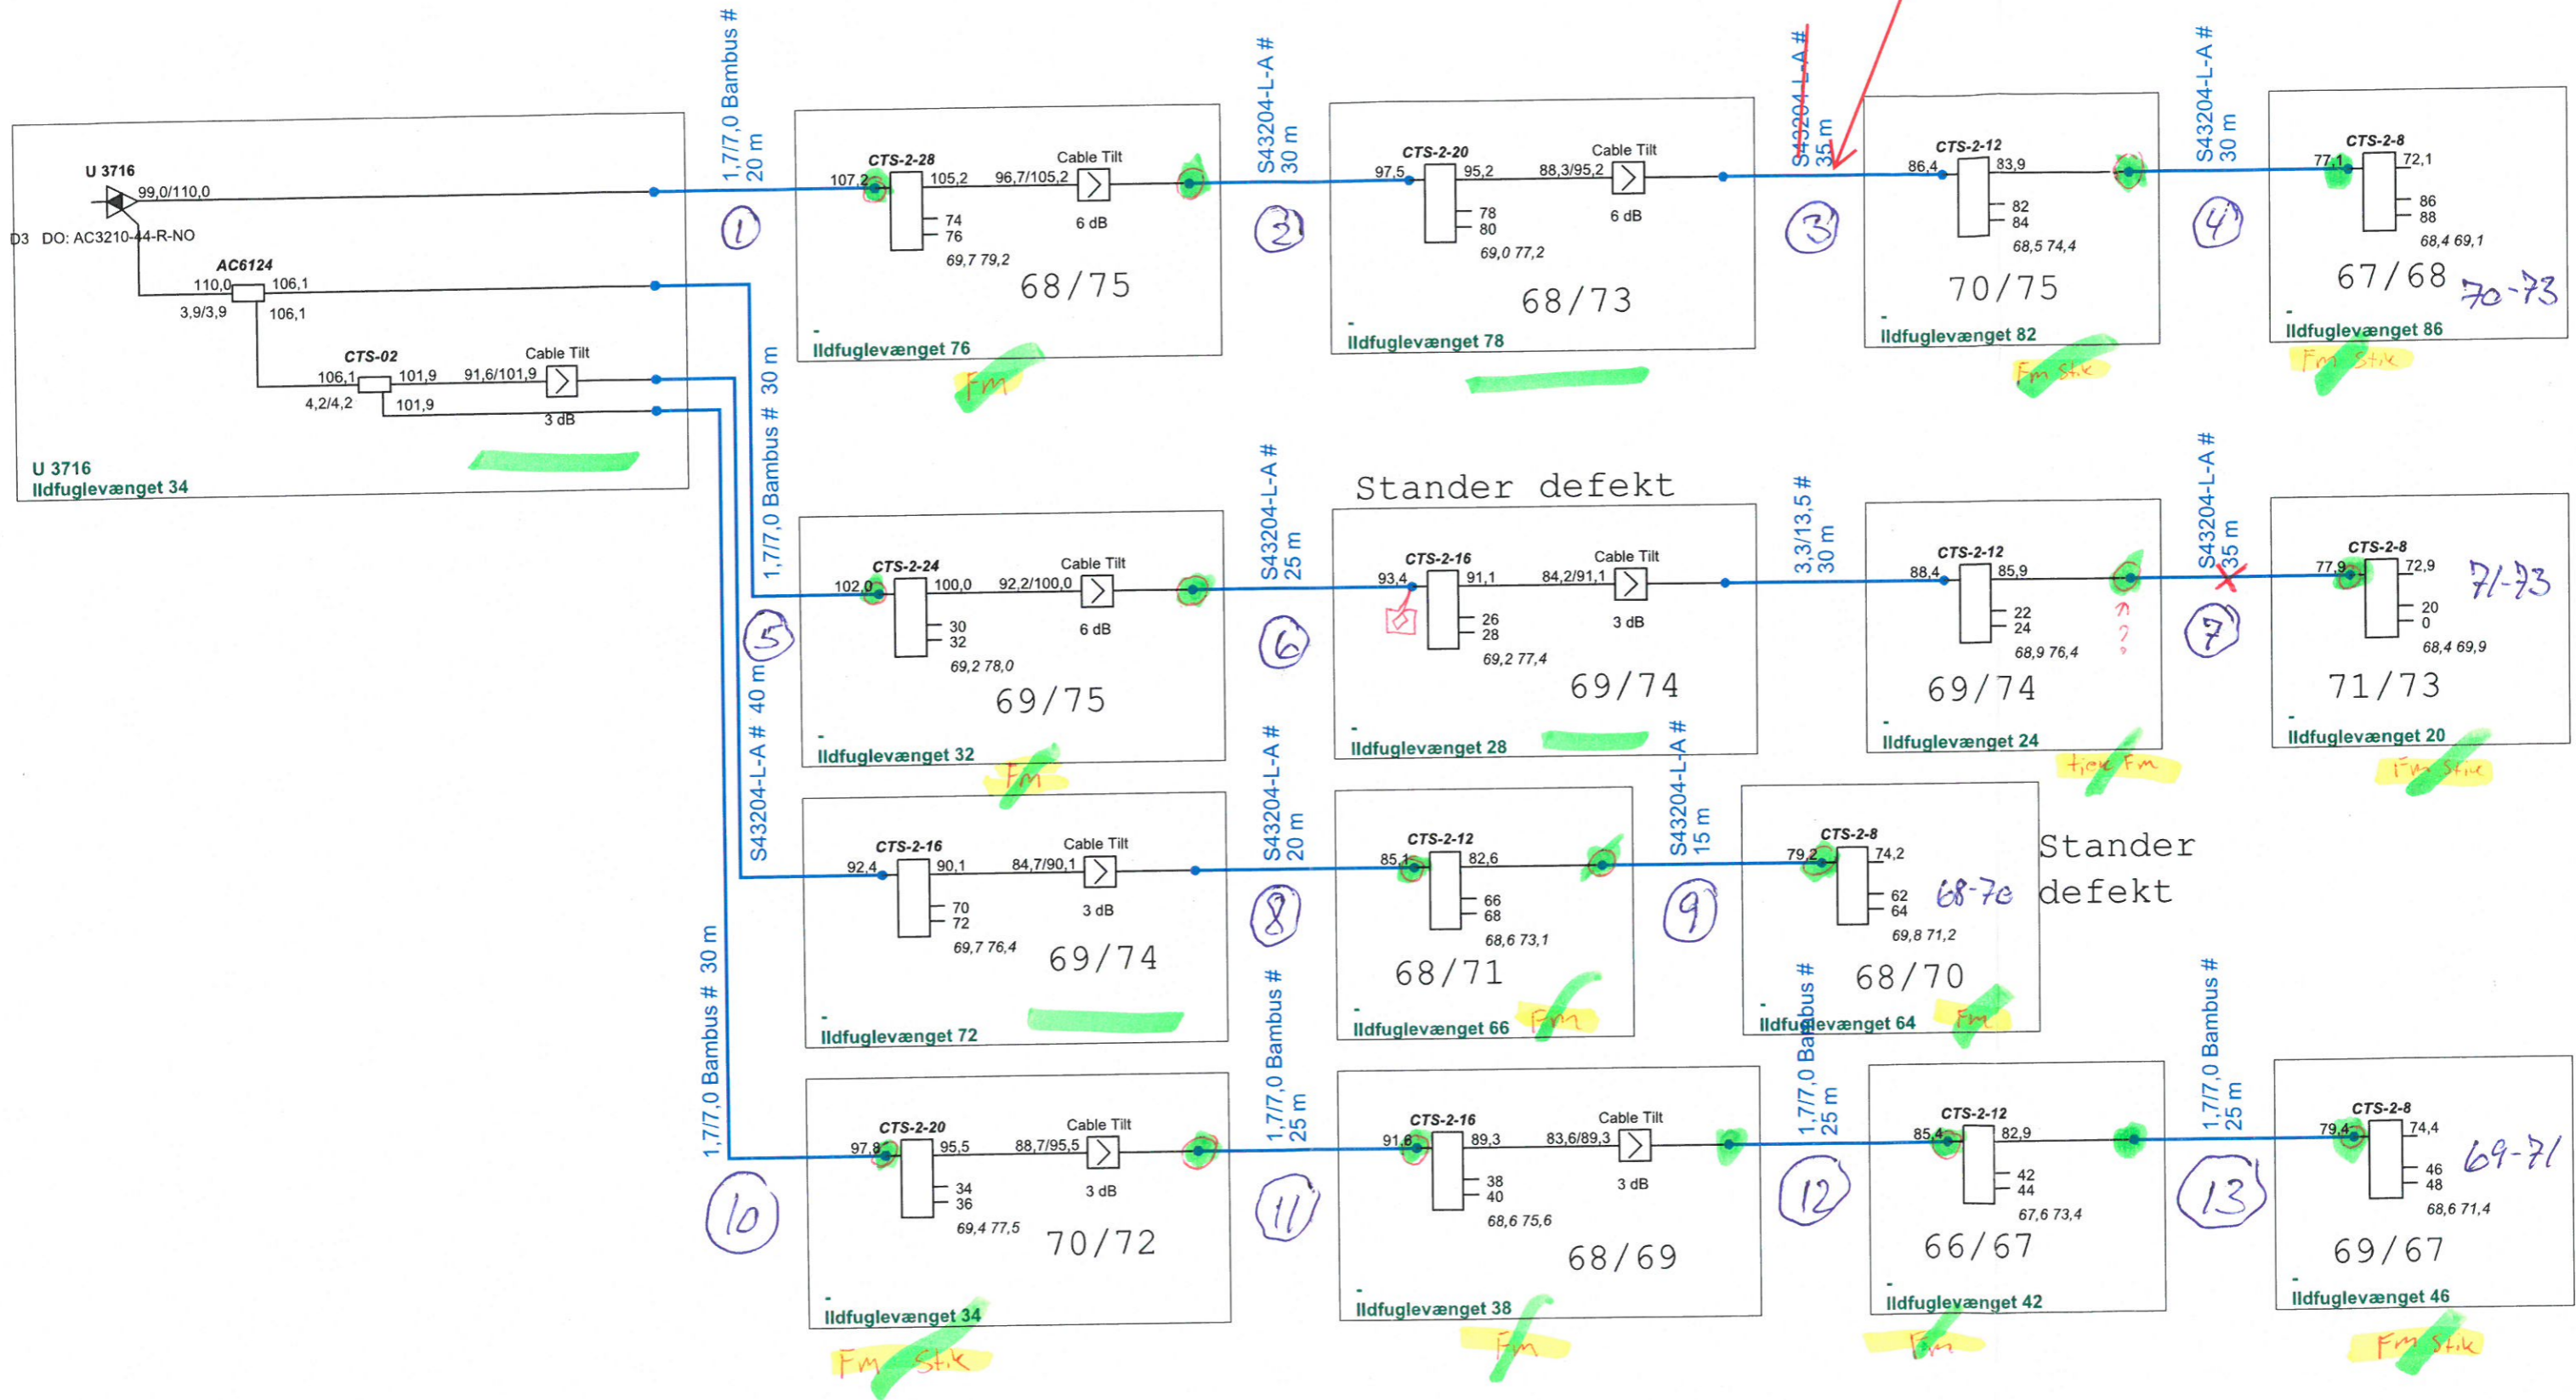 U 3716
99,0/110,0
D3 DO: AC3210-44-R-NO
AC6124
110,0
106,1
3,9/3,9
106,1
CTS-02
Cable Tilt
106,1
101,9
91,6/101,9
4,2/4,2
101,9
3 dB
U 3716
Ildfuglevænget 34
1,7/7,0 Bambus #
20 m
1
CTS-2-28
Cable Tilt
107,2
105,2
96,7/105,2
6 dB
74
76
69,7 79,2
68/75
-
Ildfuglevænget 76
Fm
S43204-L-A #
30 m
2
CTS-2-20
Cable Tilt
97,5
95,2
88,3/95,2
6 dB
78
80
69,0 77,2
68/73
-
Ildfuglevænget 78
S43204-L-A #
35 m
3
CTS-2-12
86,4
83,9
82
84
68,5 74,4
70/75
-
Ildfuglevænget 82
Fm Stik
S43204-L-A #
30 m
4
CTS-2-8
77,1
72,1
86
88
68,4 69,1
67/68
70-73
-
Ildfuglevænget 86
Fm Stik
1,7/7,0 Bambus # 30 m
5
CTS-2-24
Cable Tilt
102,0
100,0
92,2/100,0
6 dB
30
32
69,2 78,0
69/75
-
Ildfuglevænget 32
Fm
S43204-L-A #
25 m
6
Stander defekt
CTS-2-16
Cable Tilt
93,4
91,1
84,2/91,1
3 dB
26
28
69,2 77,4
69/74
-
Ildfuglevænget 28
3,3/13,5 #
30 m
CTS-2-12
88,4
85,9
22
24
68,9 76,4
?
69/74
-
Ildfuglevænget 24
Fm
S43204-L-A #
35 m
7
CTS-2-8
77,9
72,9
20
0
68,4 69,9
71-73
71/73
-
Ildfuglevænget 20
Fm Stik
S43204-L-A # 40 m
CTS-2-16
Cable Tilt
92,4
90,1
84,7/90,1
3 dB
70
72
69,7 76,4
69/74
-
Ildfuglevænget 72
S43204-L-A #
20 m
8
CTS-2-12
85,1
82,6
66
68
68,6 73,1
68/71
-
Ildfuglevænget 66
Fm
S43204-L-A #
15 m
9
CTS-2-8
79,2
74,2
62
64
68-70
69,8 71,2
68/70
-
Ildfuglevænget 64
Fm
Stander
defekt
1,7/7,0 Bambus # 30 m
10
CTS-2-20
Cable Tilt
97,8
95,5
88,7/95,5
3 dB
34
36
69,4 77,5
70/72
-
Ildfuglevænget 34
Fm Stik
1,7/7,0 Bambus #
25 m
11
CTS-2-16
Cable Tilt
91,6
89,3
83,6/89,3
3 dB
38
40
68,6 75,6
68/69
-
Ildfuglevænget 38
Fm
1,7/7,0 Bambus #
25 m
12
CTS-2-12
85,4
82,9
42
44
67,6 73,4
66/67
-
Ildfuglevænget 42
Fm
1,7/7,0 Bambus #
25 m
13
CTS-2-8
79,4
74,4
46
48
69-71
68,6 71,4
69/67
-
Ildfuglevænget 46
Fm Stik